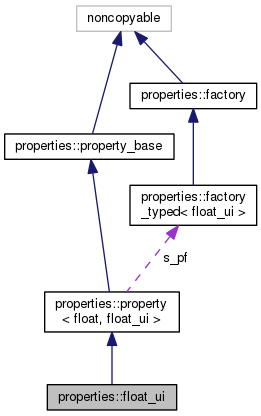 noncopyable
properties::factory
properties::property_base
properties::factory
_typed< float_ui >
s_pf
properties::property
< float, float_ui >
properties::float_ui